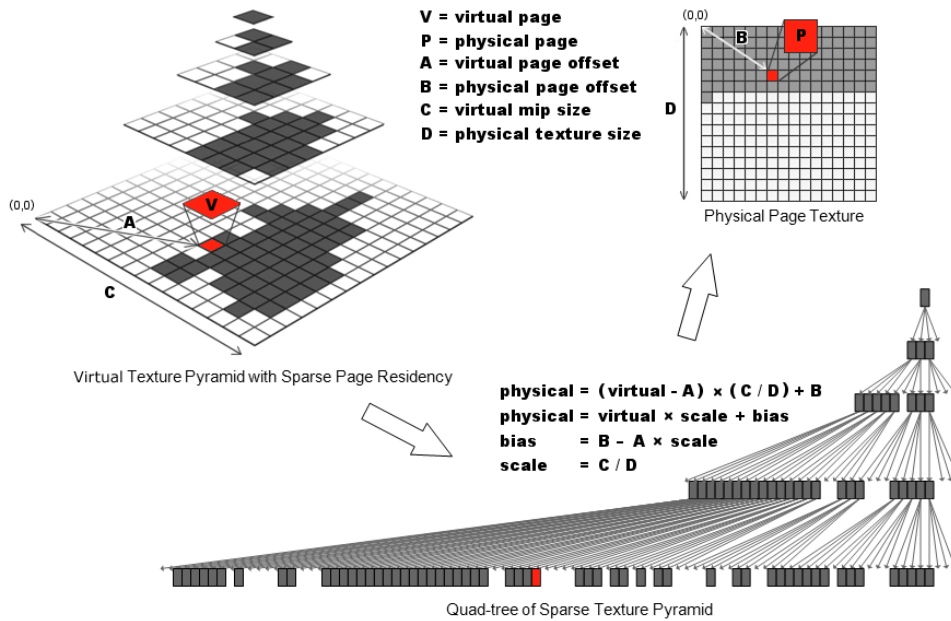 V = virtual page
P = physical page
A = virtual page offset
B = physical page offset
C = virtual mip size
D = physical texture size
(0,0)
V
A
C
Virtual Texture Pyramid with Sparse Page Residency
(0,0)
B
P
D
Physical Page Texture
physical = (virtual - A) × (C / D) + B
physical = virtual × scale + bias
bias = B - A × scale
scale = C / D
Quad-tree of Sparse Texture Pyramid